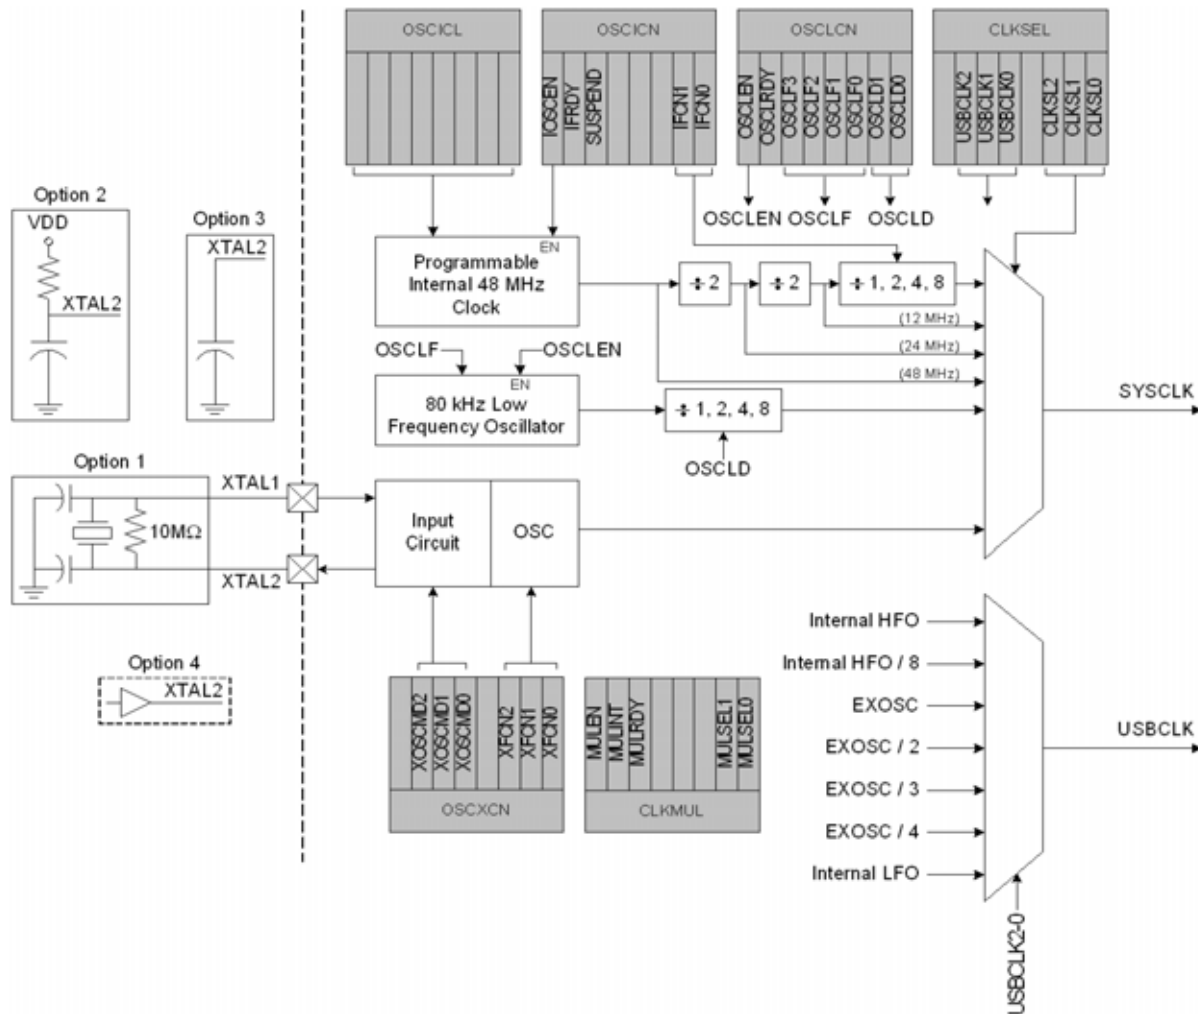 OSCICL
OSCICN
OSCLCN
CLKSEL
IOSCEN
IFRDY
SUSPEND
IFCN1
IFCN0
OSCLEN
OSCLRDY
OSCLF3
OSCLF2
OSCLF1
OSCLF0
OSCLD1
OSCLD0
USBCLK2
USBCLK1
USBCLK0
CLKSL2
CLKSL1
CLKSL0
Option 2
VDD
XTAL2
Option 3
XTAL2
OSCLEN OSCLF OSCLD
EN
Programmable
Internal 48 MHz
Clock
÷ 2
÷ 2
÷ 1, 2, 4, 8
(12 MHz)
(24 MHz)
(48 MHz)
OSCLF
OSCLEN
EN
80 kHz Low
Frequency Oscillator
÷ 1, 2, 4, 8
OSCLD
SYSCLK
Option 1
10MΩ
XTAL1
XTAL2
Input
Circuit
OSC
Option 4
XTAL2
XOSCMD2
XOSCMD1
XOSCMD0
XFCN2
XFCN1
XFCN0
OSCXCN
MULEN
MULINT
MULRDY
MULSEL1
MULSEL0
CLKMUL
Internal HFO
Internal HFO / 8
EXOSC
EXOSC / 2
EXOSC / 3
EXOSC / 4
Internal LFO
USBCLK
USBCLK2-0